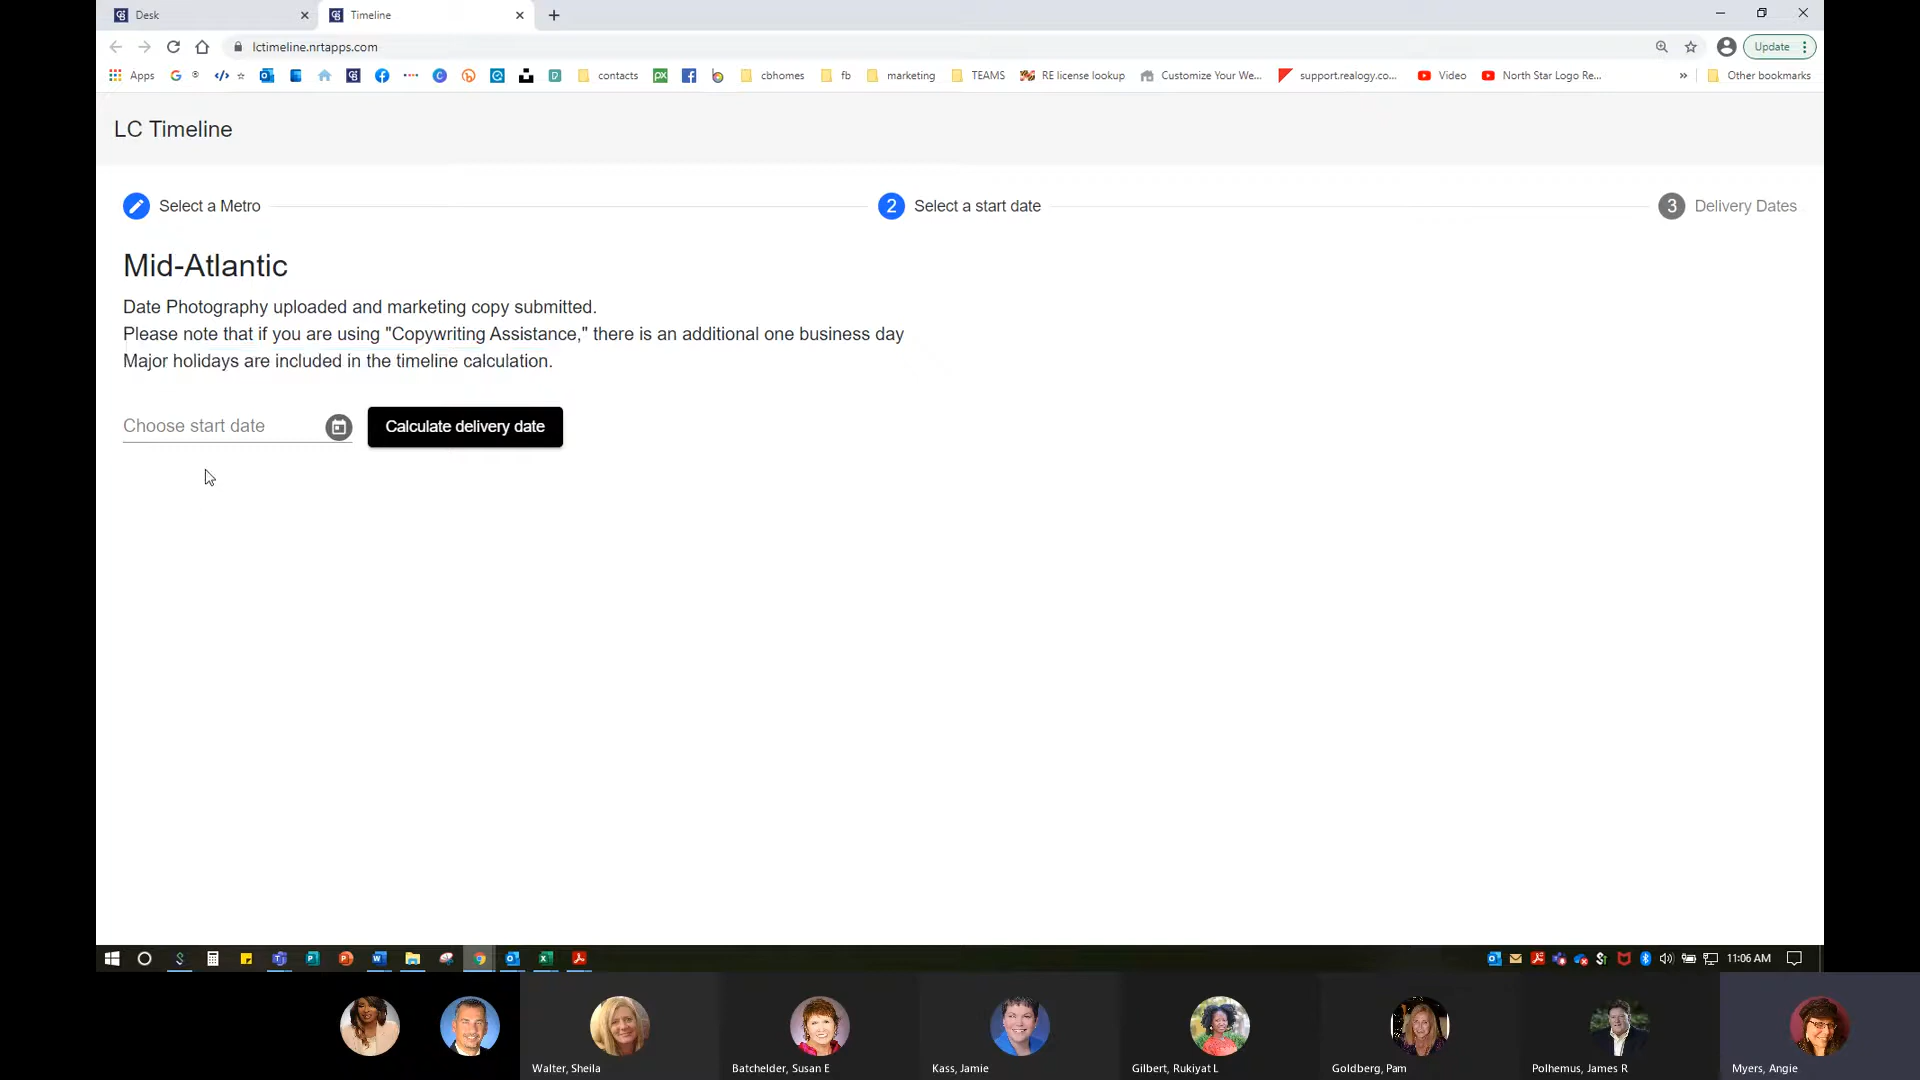 Desk
Timeline
lctimeline.nrtapps.com
Update
Apps
contacts
cbhomes
fb
marketing
TEAMS
RE license lookup
Customize Your We...
support.realogy.co...
Video
North Star Logo Re...
»
Other bookmarks
LC Timeline
Select a Metro
2 Select a start date
3 Delivery Dates
Mid-Atlantic
Date Photography uploaded and marketing copy submitted.
Please note that if you are using "Copywriting Assistance," there is an additional one business day
Major holidays are included in the timeline calculation.
Choose start date
Calculate delivery date
11:06 AM
Walter, Sheila
Batchelder, Susan E
Kass, Jamie
Gilbert, Rukiyat L
Goldberg, Pam
Polhemus, James R
Myers, Angie